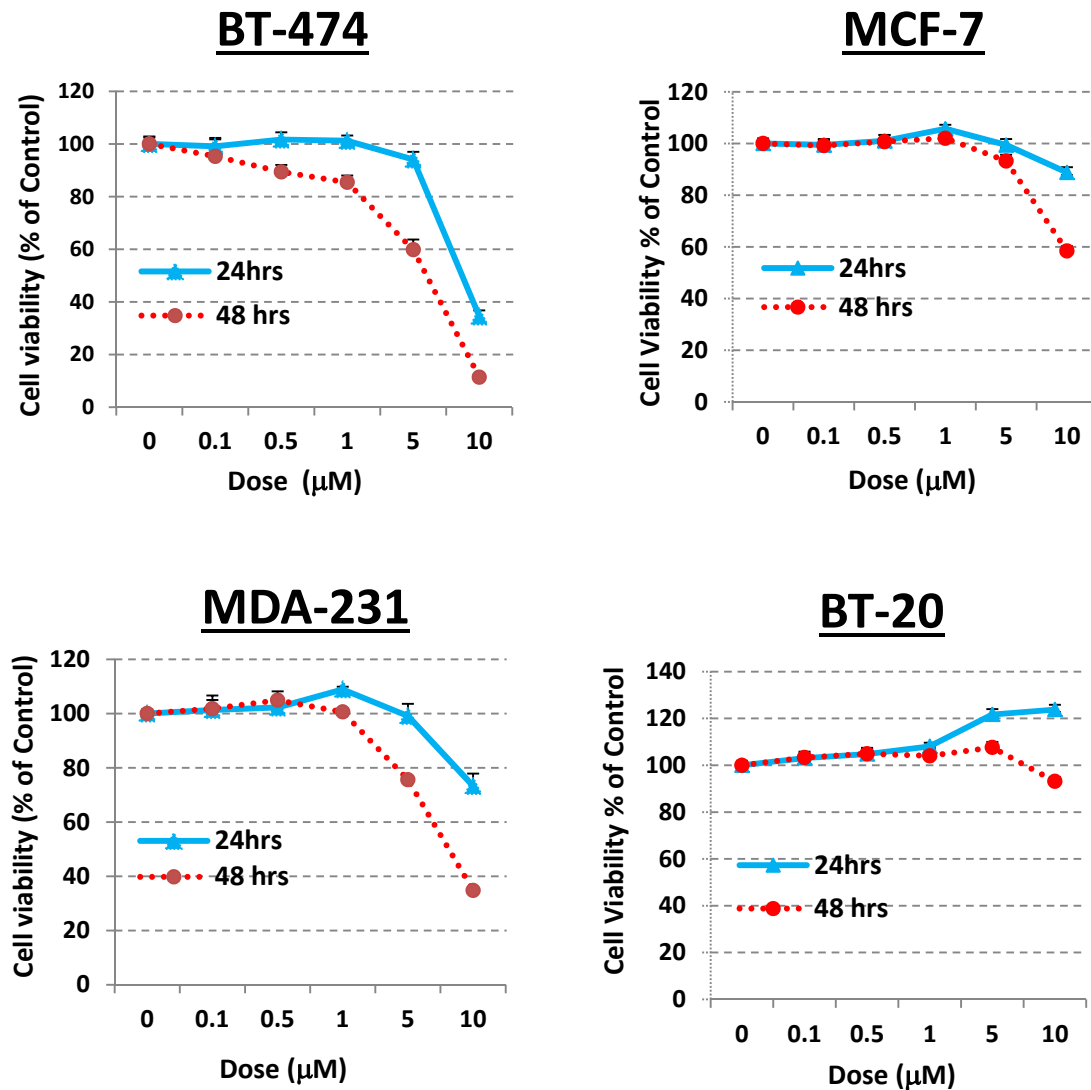 BT-474
Cell viability (% of Control)
120
100
80
60
40
20
0
24hrs
48 hrs
0 0.1 0.5 1 5 10
Dose (μM)
MCF-7
Cell Viability % of Control
120
100
80
60
40
20
0
24hrs
48 hrs
0 0.1 0.5 1 5 10
Dose (μM)
MDA-231
Cell viability (% of Control)
120
100
80
60
40
20
0
24hrs
48 hrs
0 0.1 0.5 1 5 10
Dose (μM)
BT-20
Cell Viability % of Control
140
120
100
80
60
40
20
0
24hrs
48 hrs
0 0.1 0.5 1 5 10
Dose (μM)